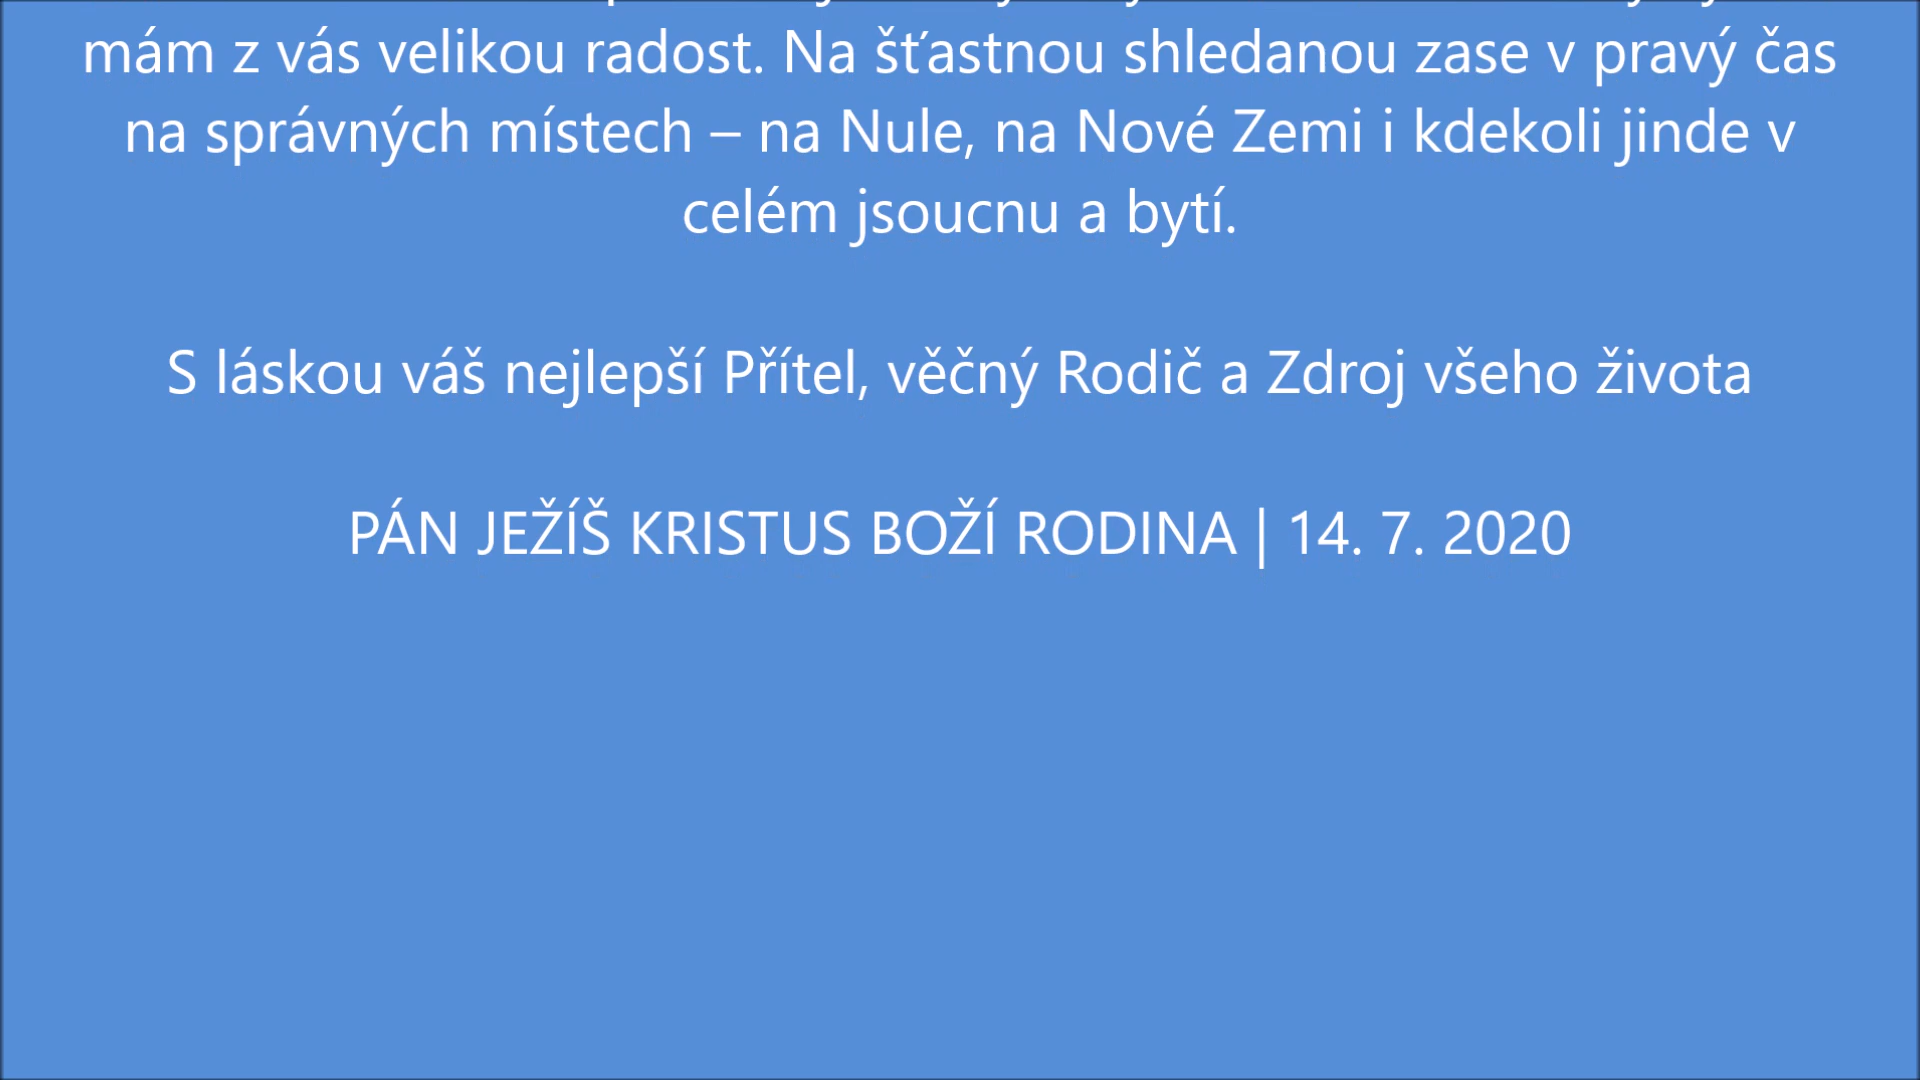 mám z vás velikou radost. Na šťastnou shledanou zase v pravý čas
na správných místech – na Nule, na Nové Zemi i kdekoli jinde v
celém jsoucnu a bytí.
S láskou váš nejlepší Přítel, věčný Rodič a Zdroj všeho života
PÁN JEŽÍŠ KRISTUS BOŽÍ RODINA | 14. 7. 2020